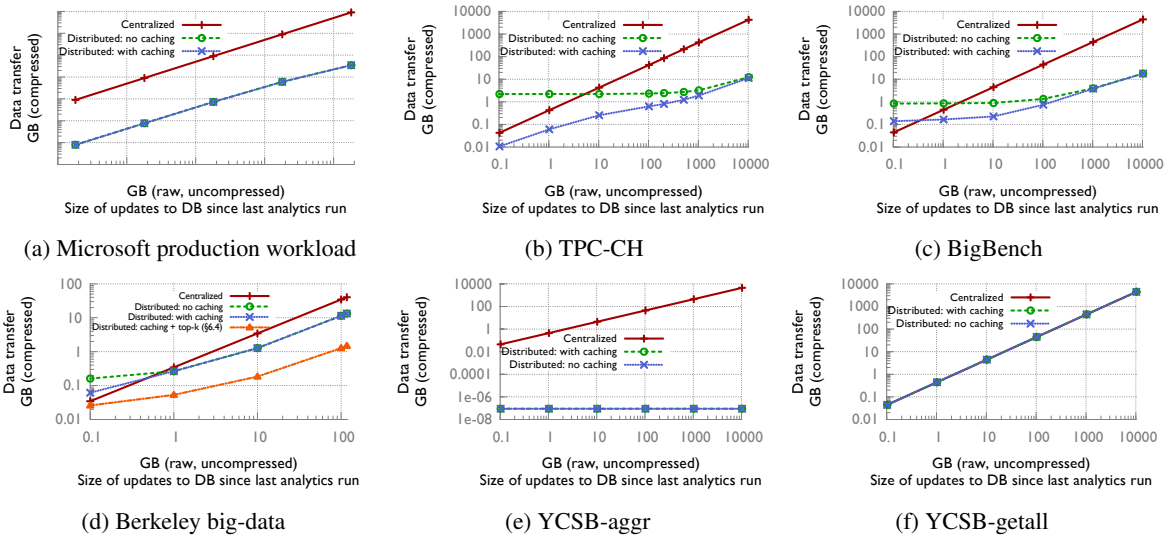 Data transfer
GB (compressed)
Centralized
Distributed: no caching
Distributed: with caching
GB (raw, uncompressed)
Size of updates to DB since last analytics run
(a) Microsoft production workload
Data transfer
GB (compressed)
10000
1000
100
10
1
0.1
0.01
Centralized
Distributed: no caching
Distributed: with caching
0.1 1 10 100 1000 10000
GB (raw, uncompressed)
Size of updates to DB since last analytics run
(b) TPC-CH
Data transfer
GB (compressed)
10000
1000
100
10
1
0.1
0.01
Centralized
Distributed: no caching
Distributed: with caching
0.1 1 10 100 1000 10000
GB (raw, uncompressed)
Size of updates to DB since last analytics run
(c) BigBench
Data transfer
GB (compressed)
100
10
1
0.1
0.01
Centralized
Distributed: no caching
Distributed: with caching
Distributed: caching + top-k (§6.4)
0.1 1 10 100
GB (raw, uncompressed)
Size of updates to DB since last analytics run
(d) Berkeley big-data
Data transfer
GB (compressed)
10000
100
1
0.01
0.0001
1e-06
1e-08
Centralized
Distributed: with caching
Distributed: no caching
0.1 1 10 100 1000 10000
GB (raw, uncompressed)
Size of updates to DB since last analytics run
(e) YCSB-aggr
Data transfer
GB (compressed)
10000
1000
100
10
1
0.1
0.01
Centralized
Distributed: with caching
Distributed: no caching
0.1 1 10 100 1000 10000
GB (raw, uncompressed)
Size of updates to DB since last analytics run
(f) YCSB-getall